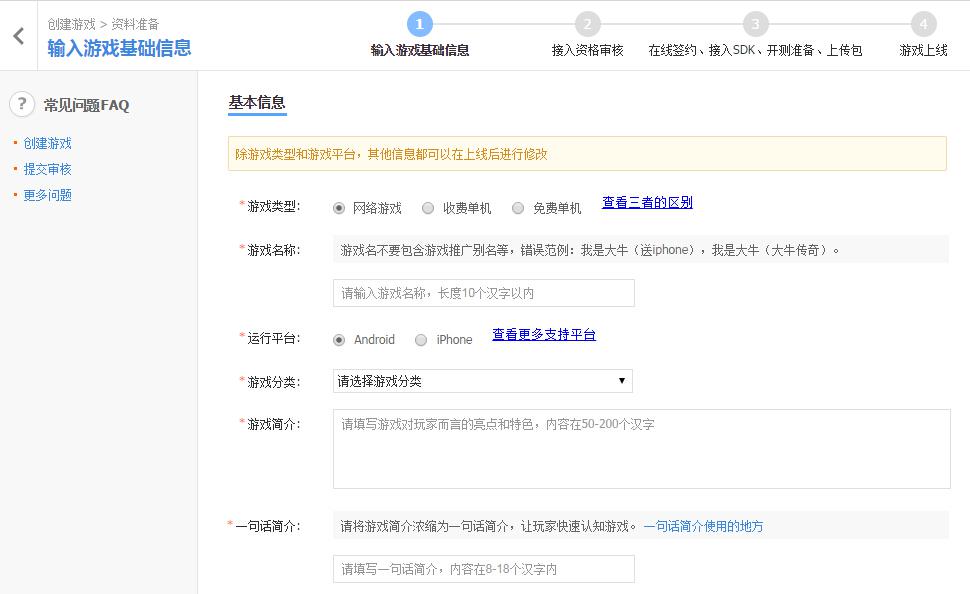 创建游戏 > 资料准备
输入游戏基础信息
1
2
3
4
输入游戏基础信息
接入资格审核
在线签约、接入SDK、开测准备、上传包
游戏上线
? 常见问题FAQ
创建游戏
提交审核
更多问题
基本信息
除游戏类型和游戏平台，其他信息都可以在上线后进行修改
*游戏类型: 网络游戏 收费单机 免费单机 查看三者的区别
*游戏名称: 游戏名不要包含游戏推广别名等，错误范例：我是大牛（送iphone），我是大牛（大牛传奇）。
请输入游戏名称，长度10个汉字以内
*运行平台: Android iPhone 查看更多支持平台
*游戏分类: 请选择游戏分类
*游戏简介: 请填写游戏对玩家而言的亮点和特色，内容在50-200个汉字
*一句话简介: 请将游戏简介浓缩为一句话简介，让玩家快速认知游戏。 一句话简介使用的地方
请填写一句话简介，内容在8-18个汉字内